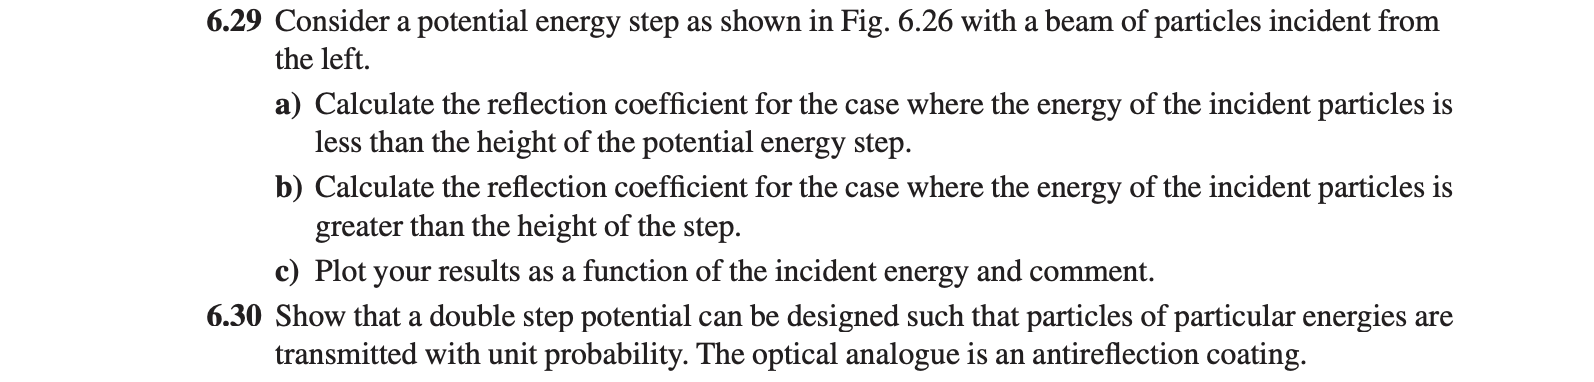 6.29 Consider a potential energy step as shown in Fig. 6.26 with a beam of particles incident from
the left.
a) Calculate the reflection coefficient for the case where the energy of the incident particles is
less than the height of the potential energy step.
b) Calculate the reflection coefficient for the case where the energy of the incident particles is
greater than the height of the step.
c) Plot your results as a function of the incident energy and comment.
6.30 Show that a double step potential can be designed such that particles of particular energies are
transmitted with unit probability. The optical analogue is an antireflection coating.